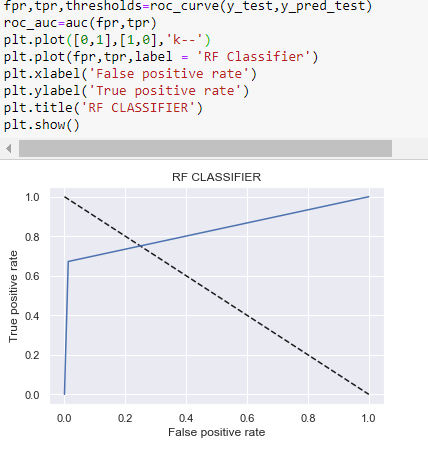 fpr,tpr,thresholds=roc_curve(y_test,y_pred_test)
roc_auc=auc(fpr,tpr)
plt.plot([0,1],[1,0],'k--')
plt.plot(fpr,tpr,label = 'RF Classifier')
plt.xlabel('False positive rate')
plt.ylabel('True positive rate')
plt.title('RF CLASSIFIER')
plt.show()
RF CLASSIFIER
True positive rate
1.0
0.8
0.6
0.4
0.2
0.0
0.0 0.2 0.4 0.6 0.8 1.0
False positive rate